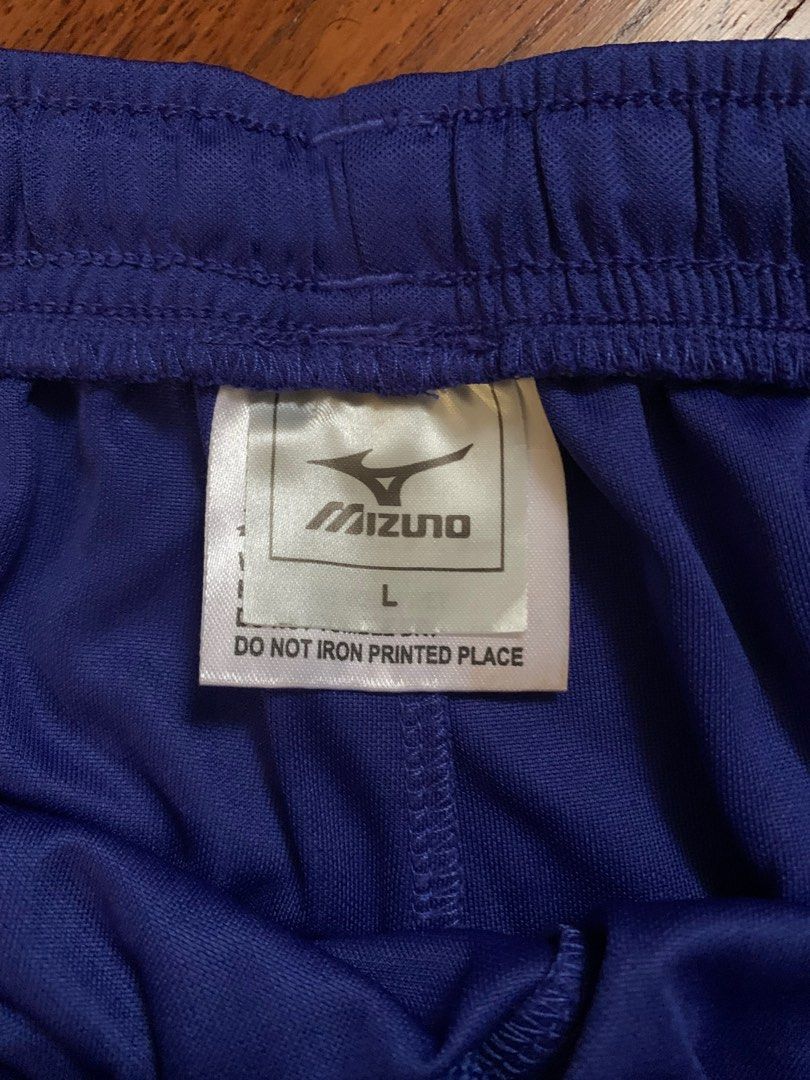 MIZUNO
L
DO NOT IRON PRINTED PLACE